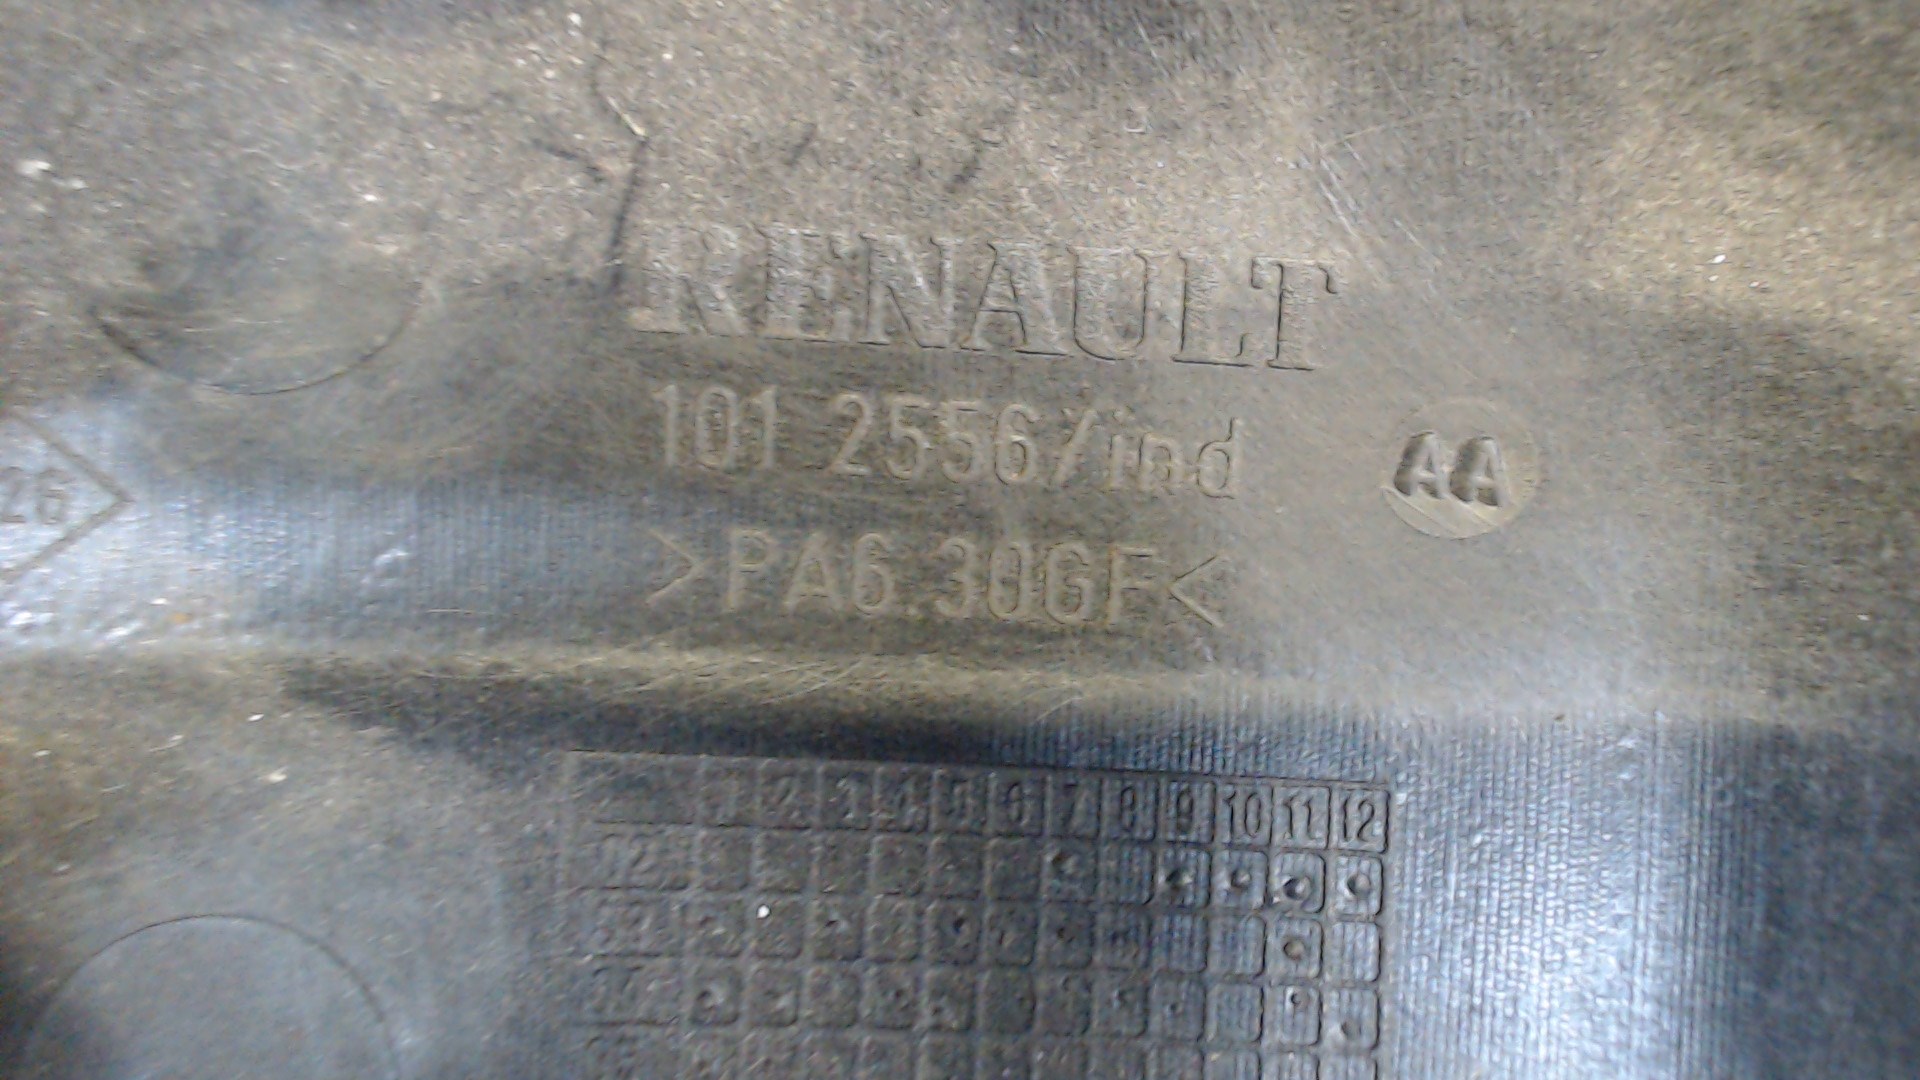 RENAULT
101 2556/ind
AA
26
>PA6.30GF<
1 2 3 4 5 6 7 8 9 10 11 12